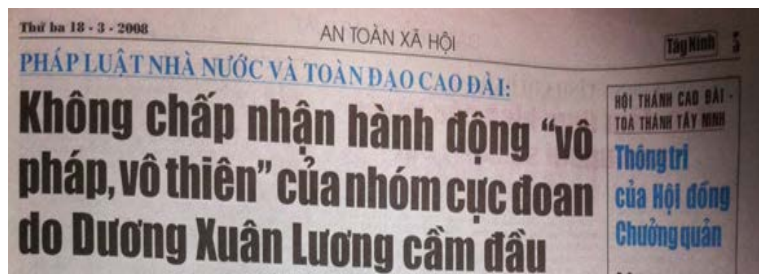 Thứ ba 18 - 3 - 2008
AN TOÀN XÃ HỘI
Tây Ninh
5
PHÁP LUẬT NHÀ NƯỚC VÀ TOÀN ĐẠO CAO ĐÀI:
Không chấp nhận hành động “vô
pháp, vô thiên” của nhóm cực đoan
do Dương Xuân Lương cầm đầu
HỘI THÁNH CAO ĐÀI -
TOÀ THÁNH TÂY NINH
Thông tri
của Hội đồng
Chưởng quản